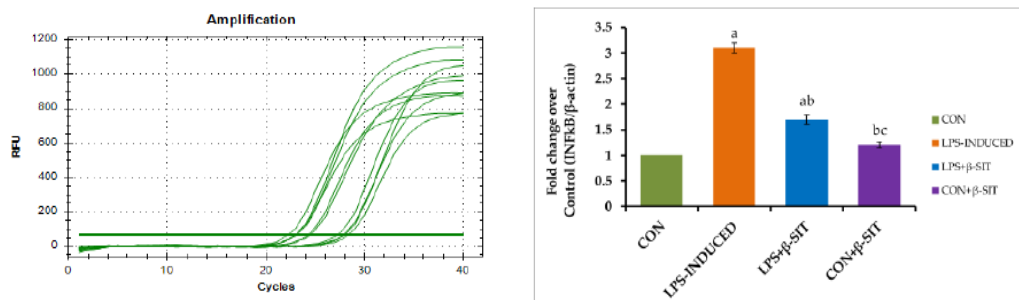 Amplification
1200
1000
800
600
400
200
0
RFU
0
10
20
30
40
Cycles
Fold change over
Control (INFkB/β-actin)
3.5
3
2.5
2
1.5
1
0.5
0
a
ab
bc
CON
LPS-INDUCED
LPS+β-SIT
CON+β-SIT
CON
LPS-INDUCED
LPS+β-SIT
CON+β-SIT